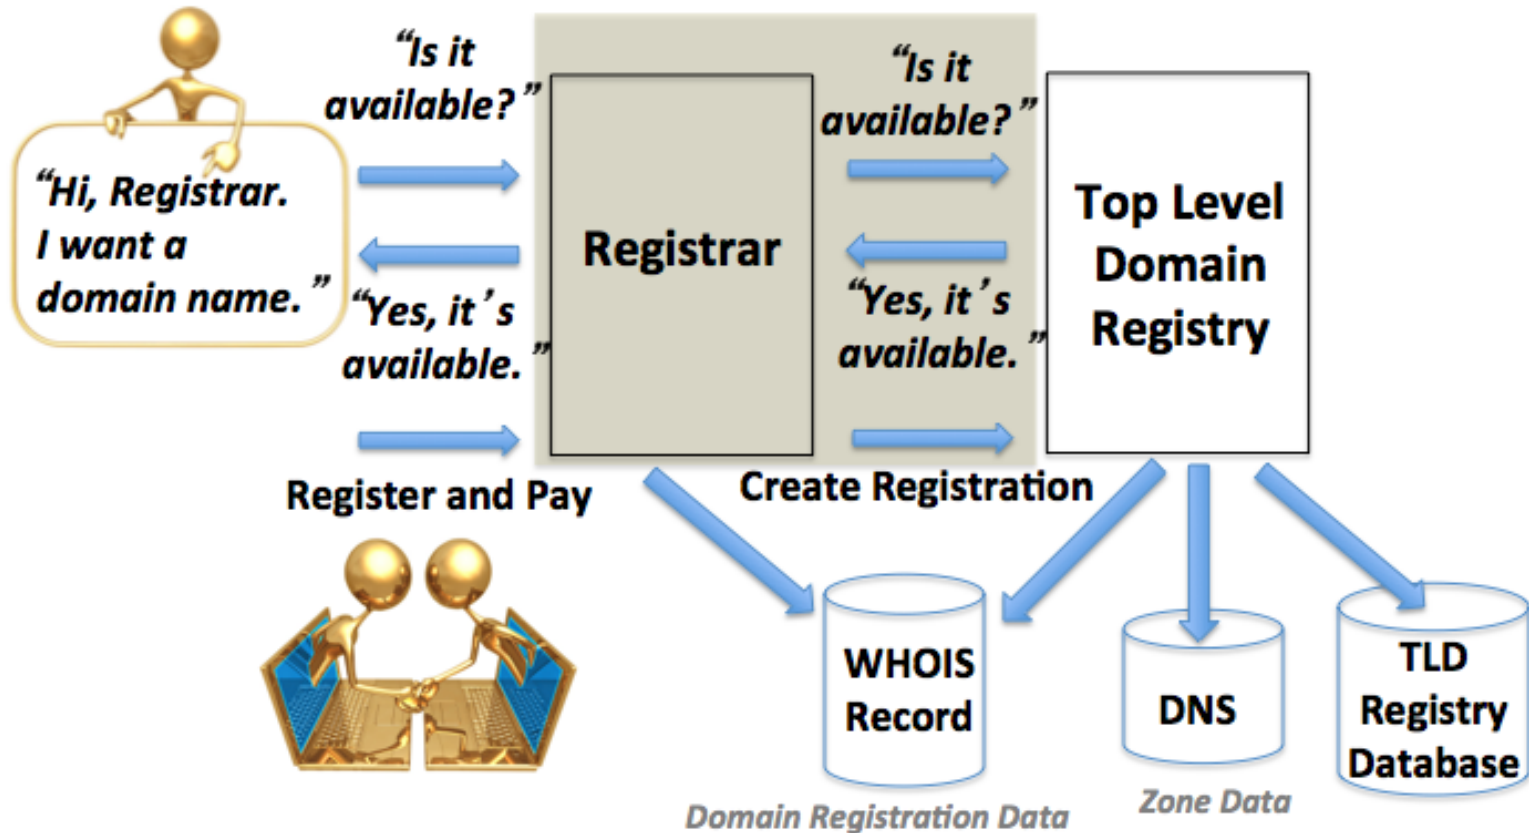 “Hi, Registrar.
I want a
domain name.”
“Is it
available?”
“Yes, it’s
available.”
Register and Pay
Registrar
“Is it
available?”
“Yes, it’s
available.”
Create Registration
Top Level
Domain
Registry
WHOIS
Record
Domain Registration Data
DNS
Zone Data
TLD
Registry
Database